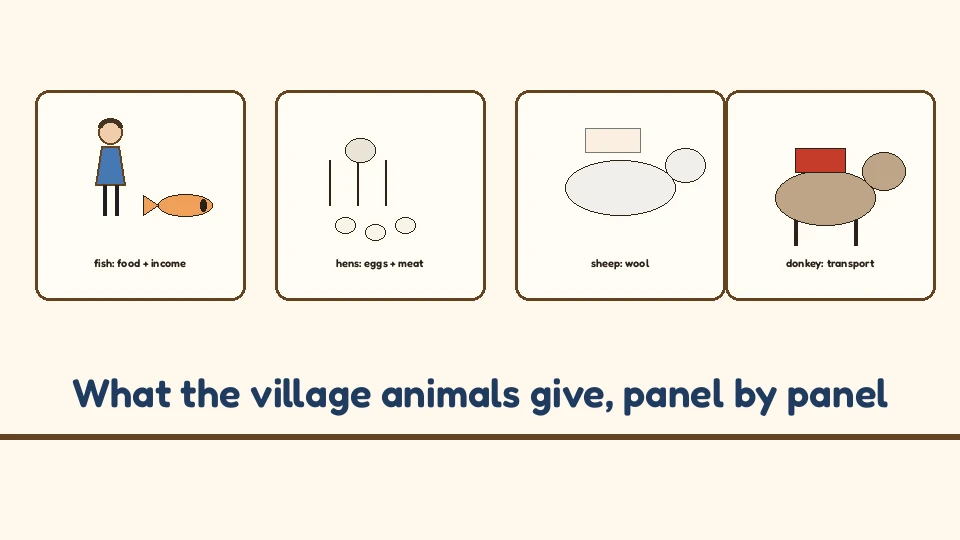 fish: food + income
hens: eggs + meat
sheep: wool
donkey: transport
What the village animals give, panel by panel